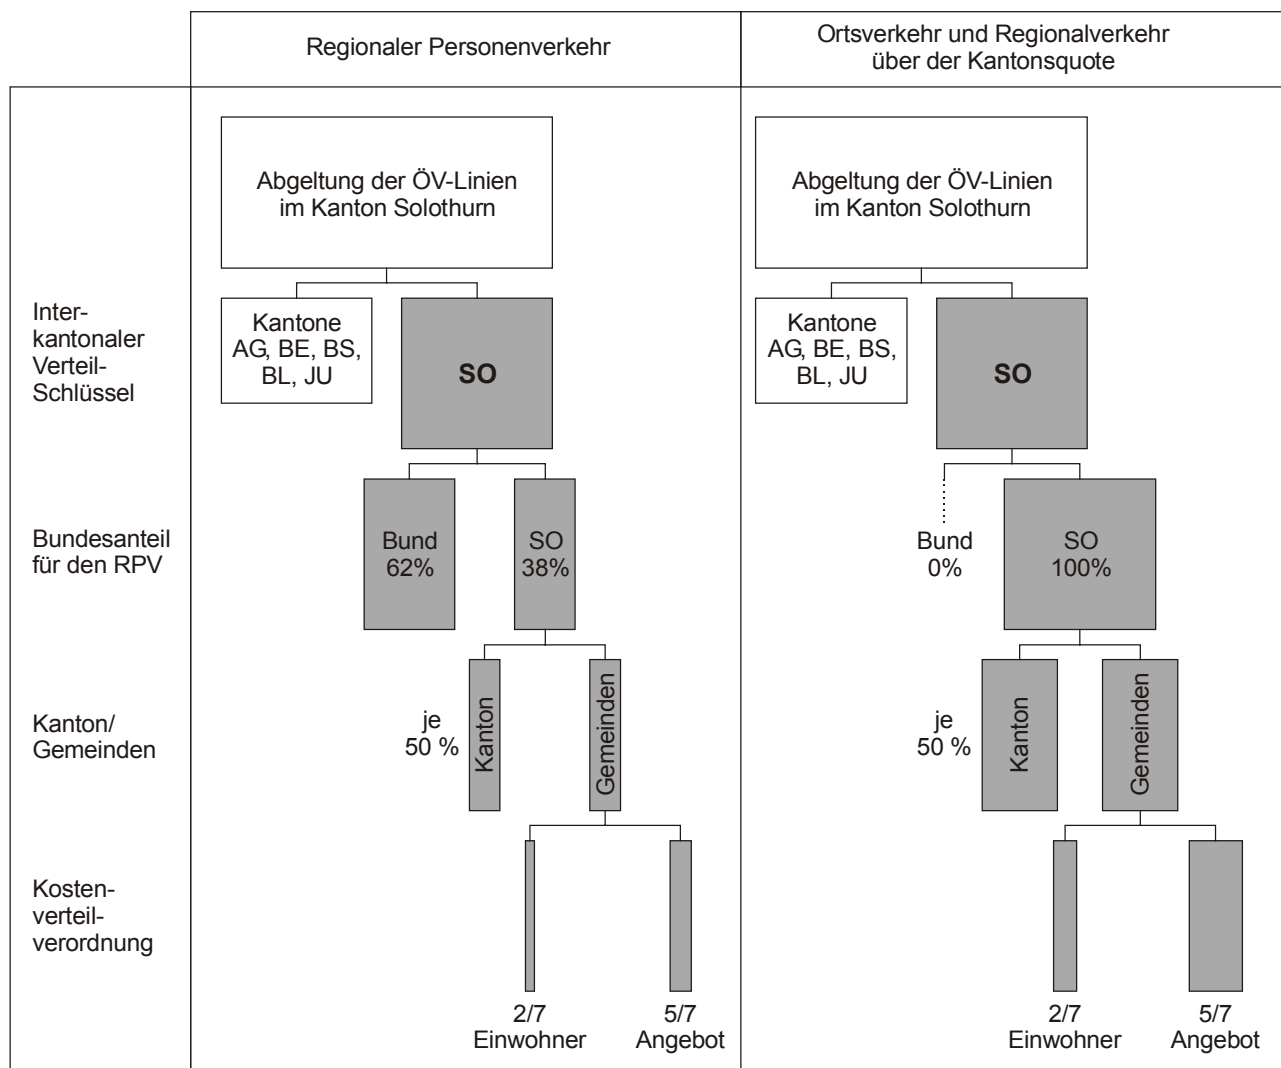 Regionaler Personenverkehr
Ortsverkehr und Regionalverkehr
über der Kantonsquote
Abgeltung der ÖV-Linien
im Kanton Solothurn
Abgeltung der ÖV-Linien
im Kanton Solothurn
Inter-
kantonaler
Verteil-
Schlüssel
Kantone
AG, BE, BS,
BL, JU
SO
Kantone
AG, BE, BS,
BL, JU
SO
Bundesanteil
für den RPV
Bund
62%
SO
38%
Bund
0%
SO
100%
Kanton/
Gemeinden
je
50 %
Kanton
Gemeinden
je
50 %
Kanton
Gemeinden
Kosten-
verteil-
verordnung
2/7
Einwohner
5/7
Angebot
2/7
Einwohner
5/7
Angebot